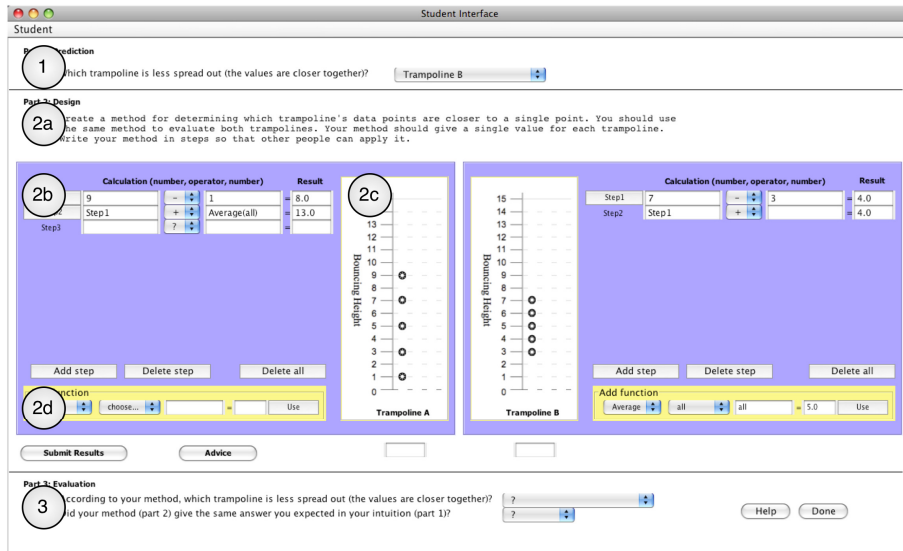 Student Interface
Student
1
Which trampoline is less spread out (the values are closer together)? Trampoline B
Part 2: Design
2a
create a method for determining which trampoline's data points are closer to a single point. You should use
the same method to evaluate both trampolines. Your method should give a single value for each trampoline.
write your method in steps so that other people can apply it.
2b
Calculation (number, operator, number) Result
9 - 1 = 8.0
Step1 + Average(all) = 13.0
Step3 ? =
Add step Delete step Delete all
2d
choose... = Use
2c
13
12
11
10
9
8
7
6
5
4
3
2
1
0
Bouncing Height
Trampoline A
15
14
13
12
11
10
9
8
7
6
5
4
3
2
1
0
Bouncing Height
Trampoline B
Calculation (number, operator, number) Result
Step1 7 - 3 = 4.0
Step2 Step1 + = 4.0
Add step Delete step Delete all
Add function
Average all all = 5.0 Use
Submit Results Advice
Part 3: Evaluation
3
According to your method, which trampoline is less spread out (the values are closer together)? ?
Did your method (part 2) give the same answer you expected in your intuition (part 1)? ?
Help Done